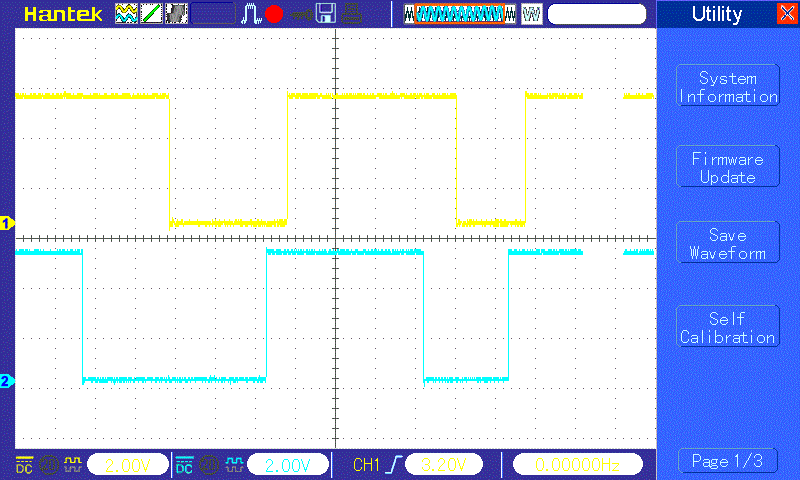 Hantek
Utility
System
Information
Firmware
Update
Save
Waveform
Self
Calibration
Page 1/3
1
2
DC
2.00V
DC
2.00V
CH1
3.20V
0.00000Hz